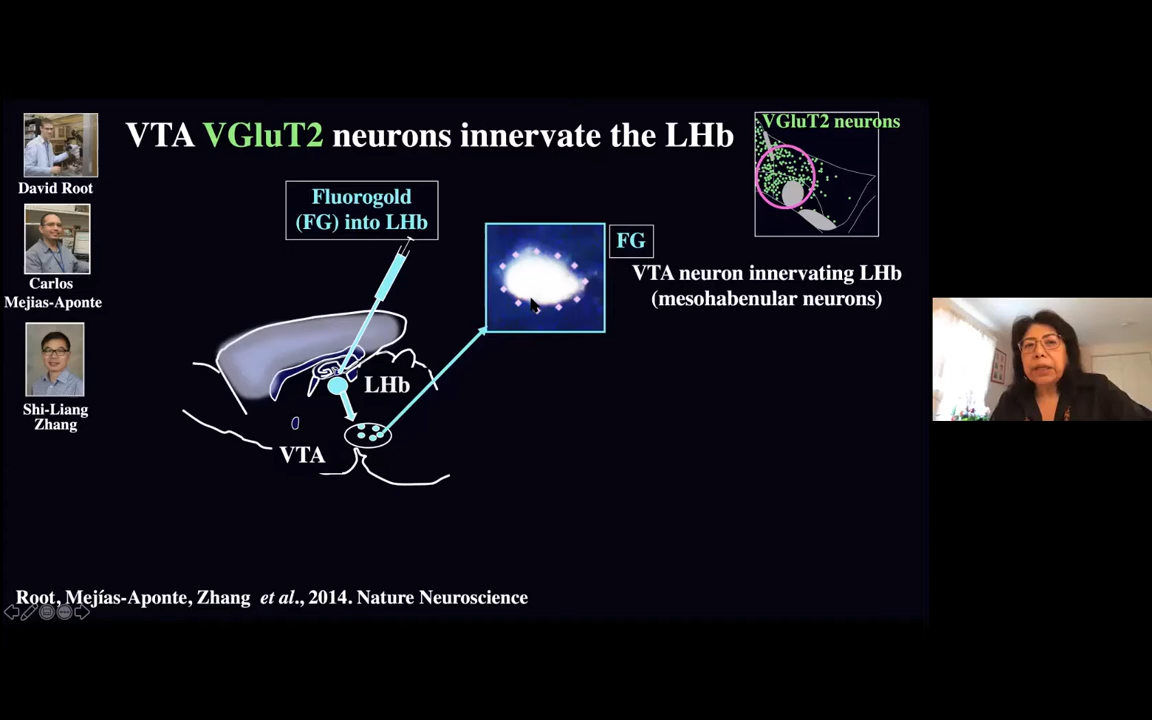 VTA VGluT2 neurons innervate the LHb
David Root
Carlos
Mejias-Aponte
Shi-Liang
Zhang
Fluorogold
(FG) into LHb
LHb
VTA
FG
VGluT2 neurons
VTA neuron innervating LHb
(mesohabenular neurons)
Root, Mejías-Aponte, Zhang et al., 2014. Nature Neuroscience